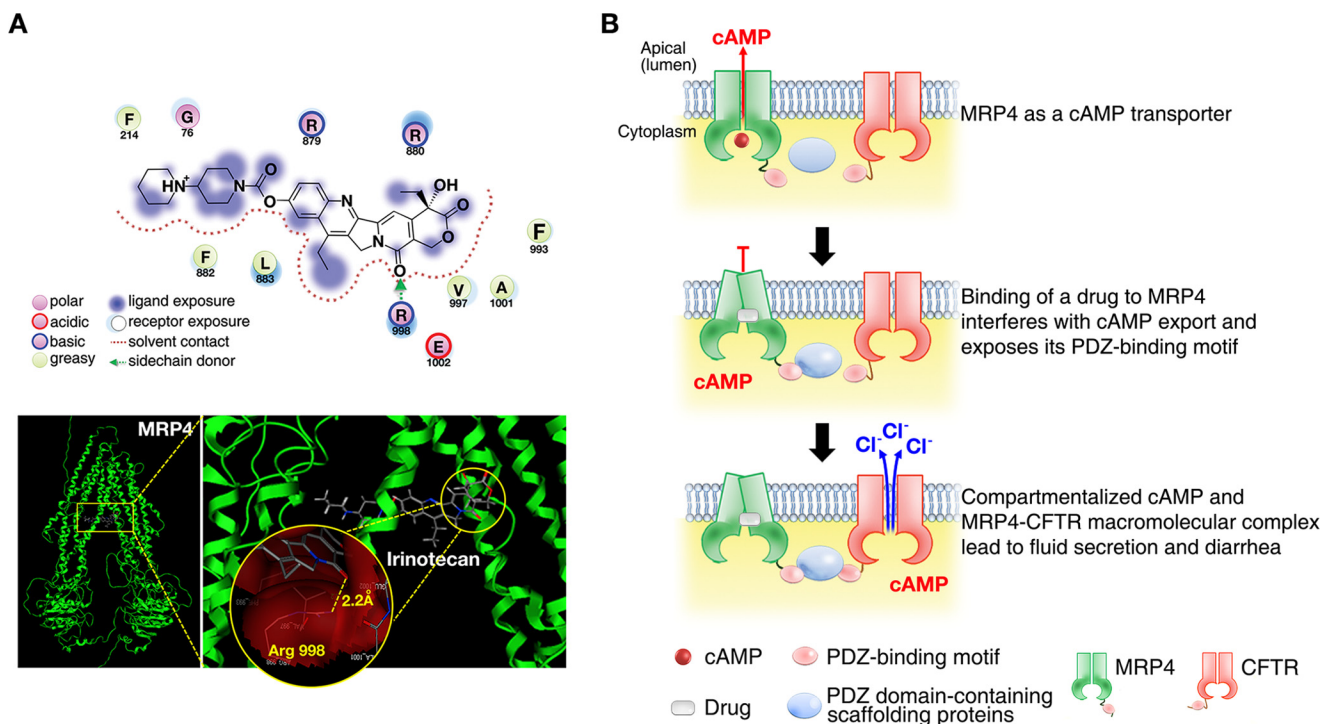 A
F
214
G
76
R
879
R
880
HN+
N
O
O
N
N
O
OH
O
O
F
882
L
883
R
998
V
997
A
1001
F
993
E
1002
polar
acidic
basic
greasy
ligand exposure
receptor exposure
solvent contact
sidechain donor
MRP4
Irinotecan
2.2Å
Arg 998
B
cAMP
Apical
(lumen)
Cytoplasm
MRP4 as a cAMP transporter
Binding of a drug to MRP4
interferes with cAMP export and
exposes its PDZ-binding motif
cAMP
Cl- Cl- Cl-
Compartmentalized cAMP and
MRP4-CFTR macromolecular complex
lead to fluid secretion and diarrhea
cAMP
cAMP
PDZ-binding motif
MRP4
CFTR
Drug
PDZ domain-containing
scaffolding proteins